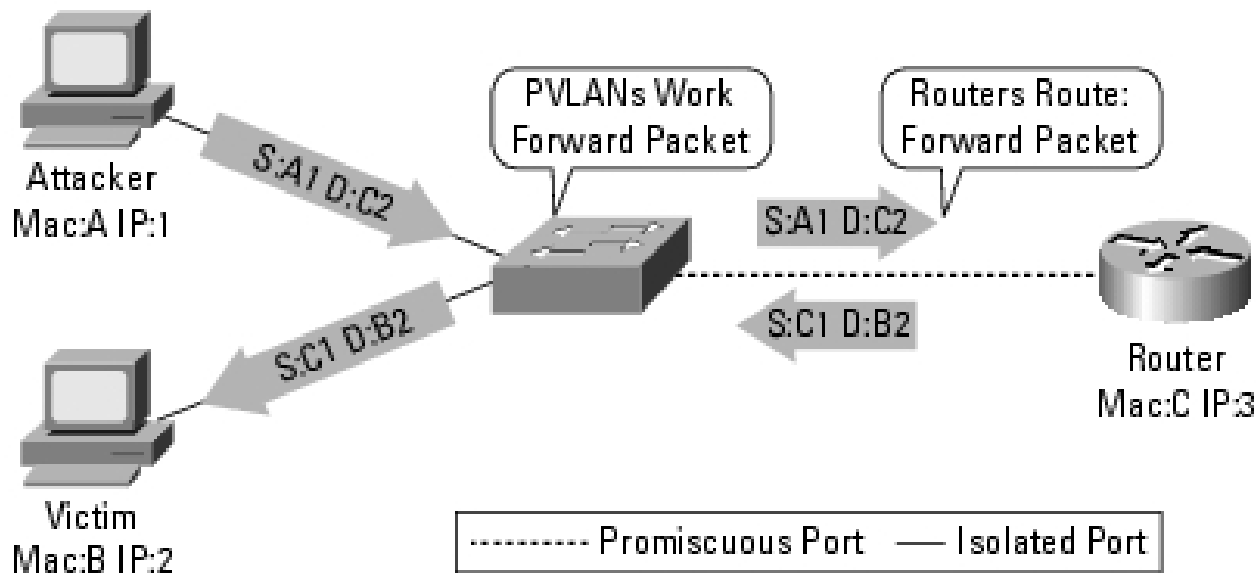 PVLANs Work
Forward Packet
Routers Route:
Forward Packet
Attacker
Mac:A IP:1
S:A1 D:C2
S:A1 D:C2
S:C1 D:B2
S:C1 D:B2
Router
Mac:C IP:3
Victim
Mac:B IP:2
Promiscuous Port
Isolated Port